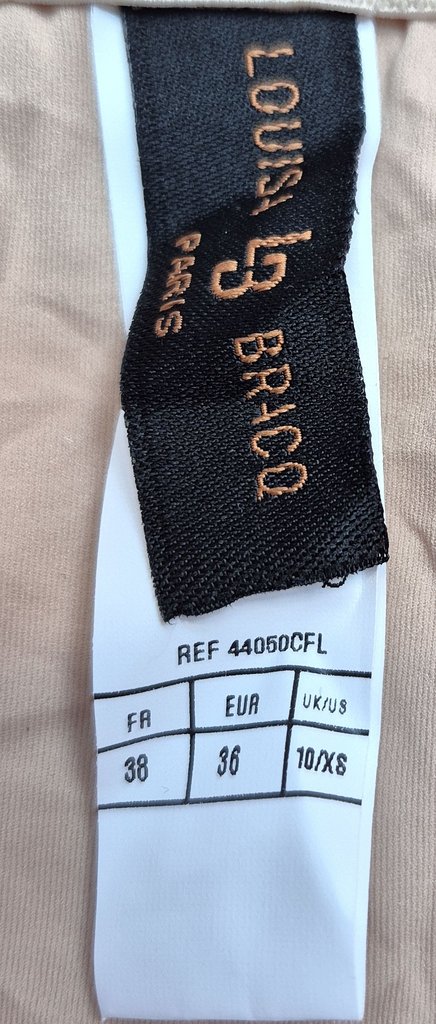 LOUISA LB BRACQ
PARIS
REF 44050CFL
FR EUR UK/US
38 36 10/XS